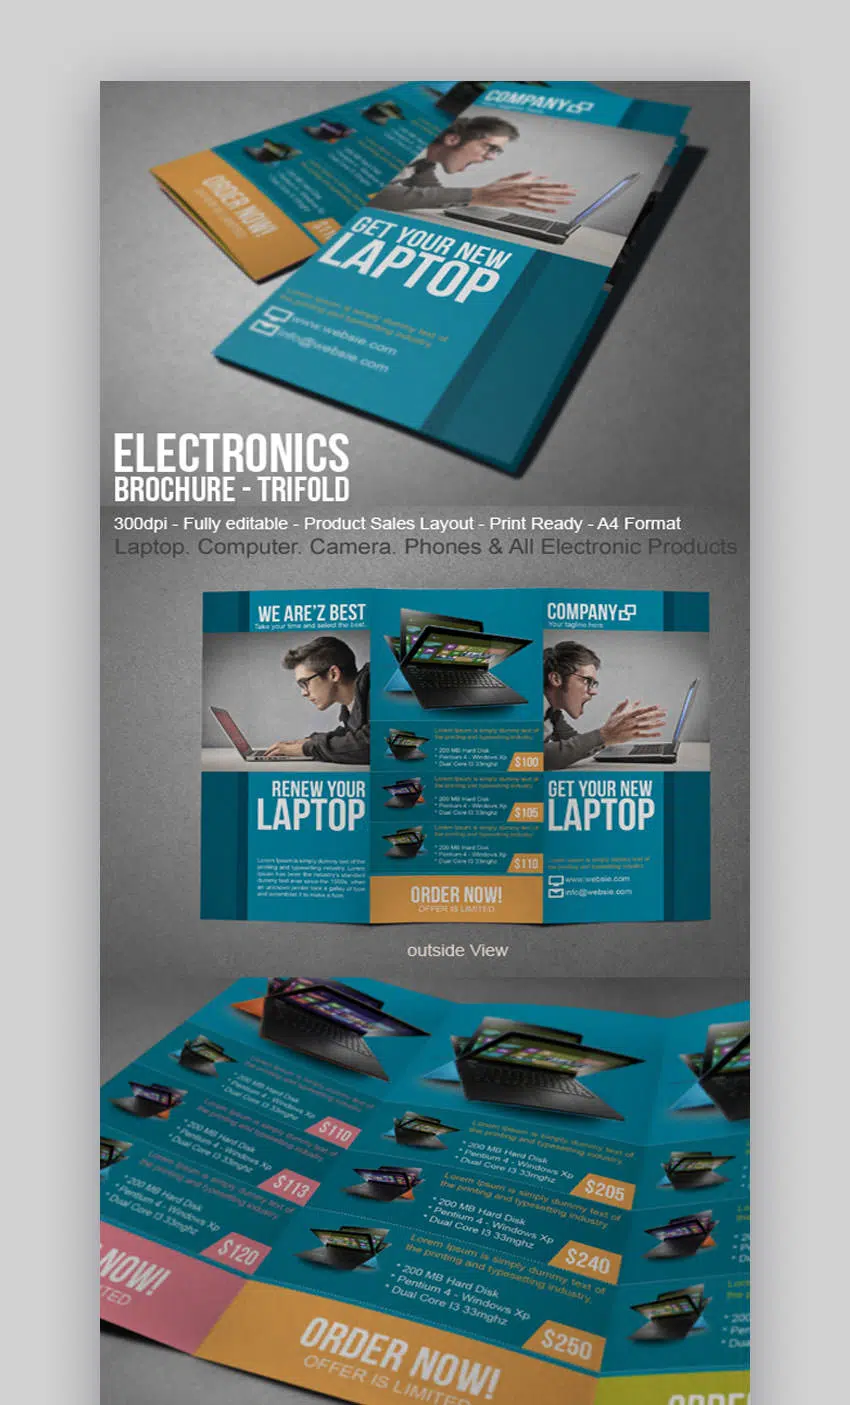 COMPANY
Your tagline here
ORDER NOW!
OFFER IS LIMITED
GET YOUR NEW
LAPTOP
Lorem Ipsum is simply dummy text of
the printing and typesetting industry.
www.websie.com
info@websie.com
ELECTRONICS
BROCHURE - TRIFOLD
300dpi - Fully editable - Product Sales Layout - Print Ready - A4 Format
Laptop. Computer. Camera. Phones & All Electronic Products
WE ARE'Z BEST
Take your time and select the best.
RENEW YOUR
LAPTOP
Lorem Ipsum is simply dummy text of the
printing and typesetting industry. Lorem
Ipsum has been the industry's standard
dummy text ever since the 1500s, when
an unknown printer took a galley of type
and scrambled it to make a
Lorem Ipsum is simply dummy text of
the printing and typesetting industry.
* 200 MB Hard Disk
* Pentium 4 - Windows Xp
* Dual Core I3 33mghz
$100
Lorem Ipsum is simply dummy text of
the printing and typesetting industry.
* 200 MB Hard Disk
* Pentium 4 - Windows Xp
* Dual Core I3 33mghz
$105
Lorem Ipsum is simply dummy text of
the printing and typesetting industry.
* 200 MB Hard Disk
* Pentium 4 - Windows Xp
* Dual Core I3 33mghz
$110
ORDER NOW!
OFFER IS LIMITED
COMPANY
Your tagline here
GET YOUR NEW
LAPTOP
Lorem Ipsum is simply dummy text of
the printing and typesetting industry.
www.websie.com
info@websie.com
outside View
Lorem Ipsum is simply dummy text of
the printing and typesetting industry.
* 200 MB Hard Disk
* Pentium 4 - Windows Xp
* Dual Core I3 33mghz
$110
Lorem Ipsum is simply dummy text of
the printing and typesetting industry.
* 200 MB Hard Disk
* Pentium 4 - Windows Xp
* Dual Core I3 33mghz
$113
Lorem Ipsum is simply dummy text of
the printing and typesetting industry.
* 200 MB Hard Disk
* Pentium 4 - Windows Xp
* Dual Core I3 33mghz
$120
NOW!
Lorem Ipsum is simply dummy text of
the printing and typesetting industry.
* 200 MB Hard Disk
* Pentium 4 - Windows Xp
* Dual Core I3 33mghz
$205
Lorem Ipsum is simply dummy text of
the printing and typesetting industry.
* 200 MB Hard Disk
* Pentium 4 - Windows Xp
* Dual Core I3 33mghz
$240
Lorem Ipsum is simply dummy text of
the printing and typesetting industry.
* 200 MB Hard Disk
* Pentium 4 - Windows Xp
* Dual Core I3 33mghz
$250
ORDER NOW!
OFFER IS LIMITED